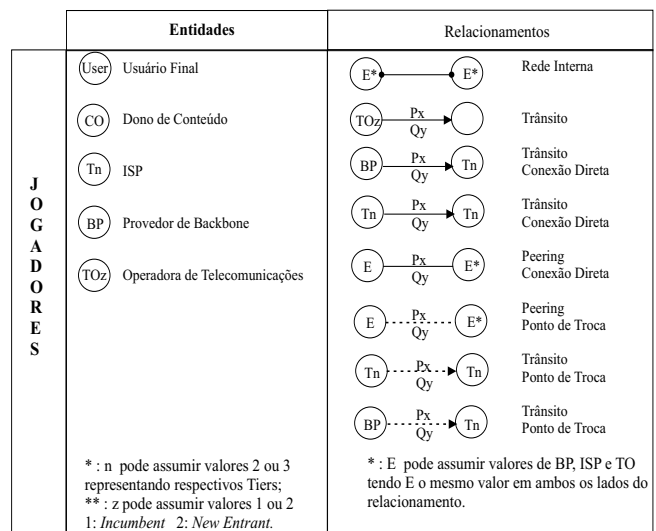 Entidades
Relacionamentos
JOGADORES
User Usuário Final
CO Dono de Conteúdo
Tn ISP
BP Provedor de Backbone
TOz Operadora de Telecomunicações
* : n pode assumir valores 2 ou 3
representando respectivos Tiers;
** : z pode assumir valores 1 ou 2
1: Incumbent 2: New Entrant.
E* E* Rede Interna
TOz Px Qy Trânsito
BP Px Qy Tn Trânsito
Conexão Direta
Tn Px Qy Tn Trânsito
Conexão Direta
E Px Qy E* Peering
Conexão Direta
E Px Qy E* Peering
Ponto de Troca
Tn Px Qy Tn Trânsito
Ponto de Troca
BP Px Qy Tn Trânsito
Ponto de Troca
* : E pode assumir valores de BP, ISP e TO
tendo E o mesmo valor em ambos os lados do
relacionamento.